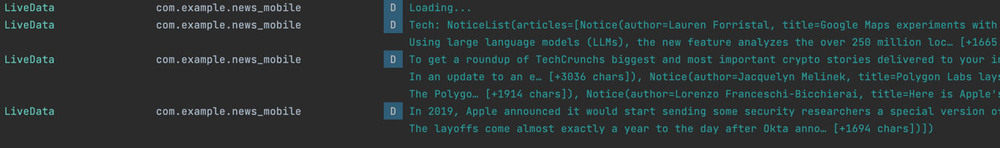 LiveData com.example.news_mobile D Loading...
LiveData com.example.news_mobile D Tech: NoticeList(articles=[Notice(author=Lauren Forristal, title=Google Maps experiments with
Using large language models (LLMs), the new feature analyzes the over 250 million loc… [+1665
LiveData com.example.news_mobile D To get a roundup of TechCrunchs biggest and most important crypto stories delivered to your
In an update to an e… [+3036 chars]), Notice(author=Jacquelyn Melinek, title=Polygon Labs lays
The Polygo… [+1914 chars]), Notice(author=Lorenzo Franceschi-Bicchierai, title=Here is Apple's
LiveData com.example.news_mobile D In 2019, Apple announced it would start sending some security researchers a special version of
The layoffs come almost exactly a year to the day after Okta anno… [+1694 chars])])